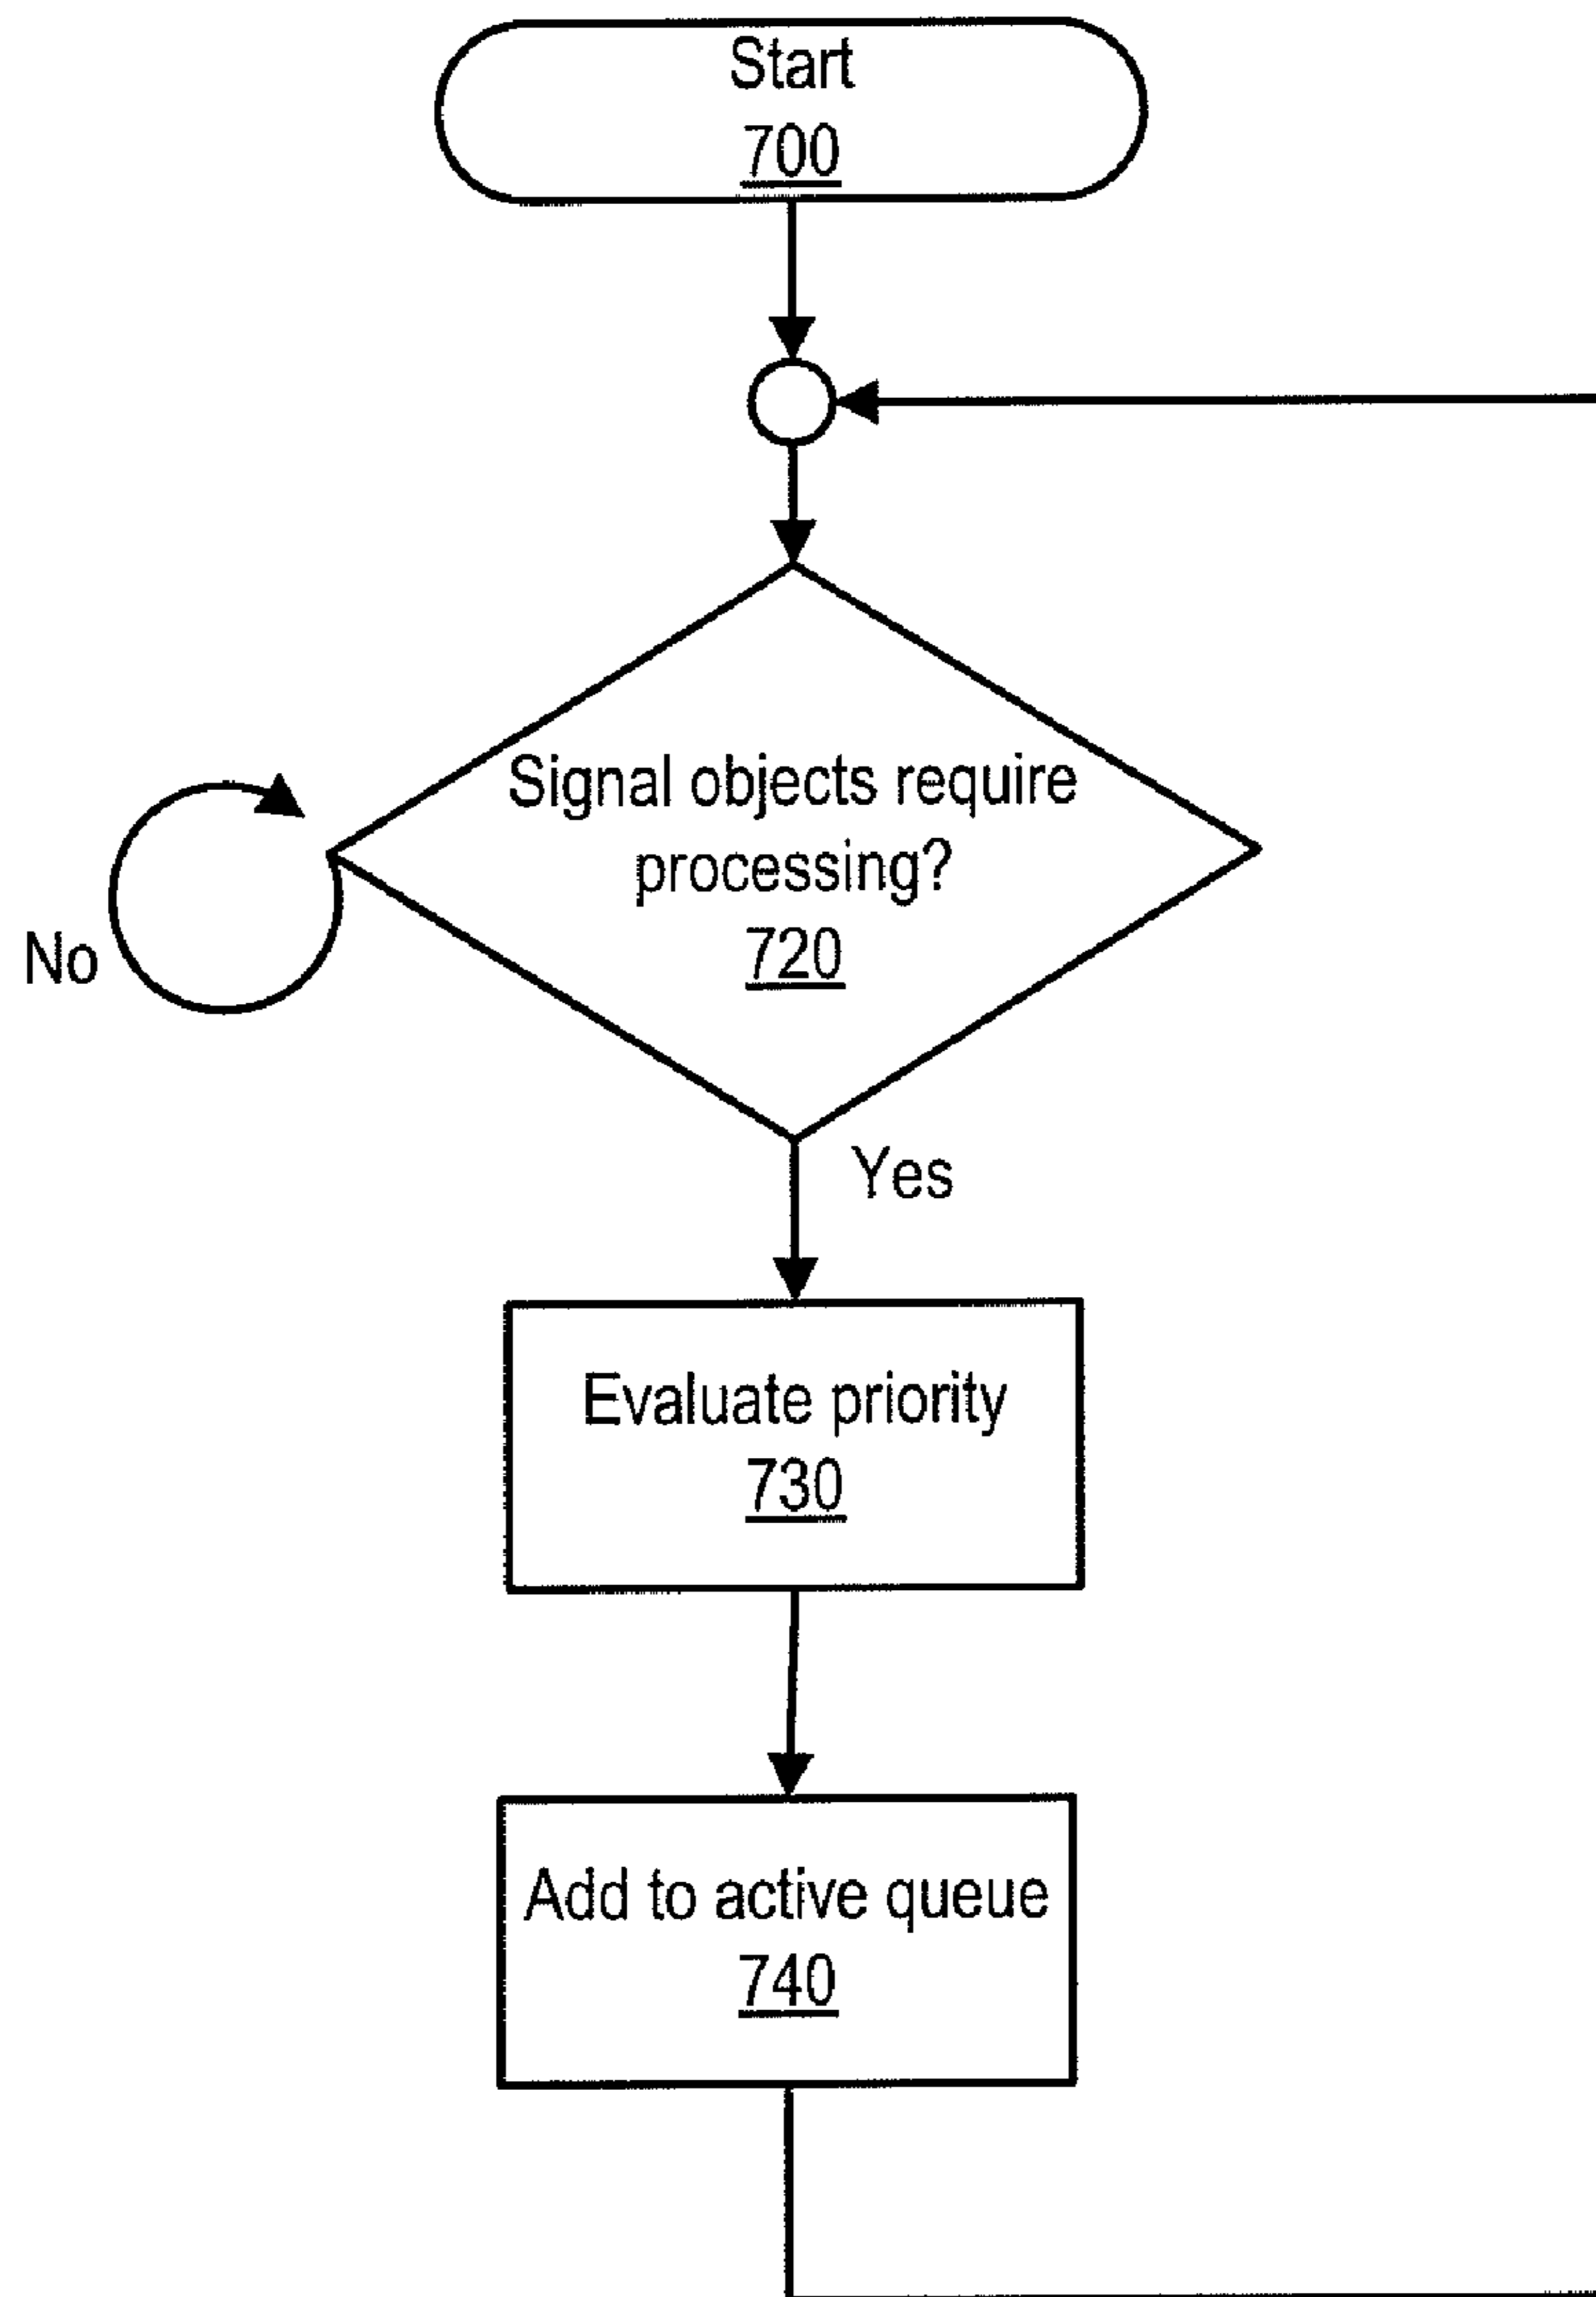 Start
700
Signal objects require
processing?
720
No
Yes
Evaluate priority
730
Add to active queue
740